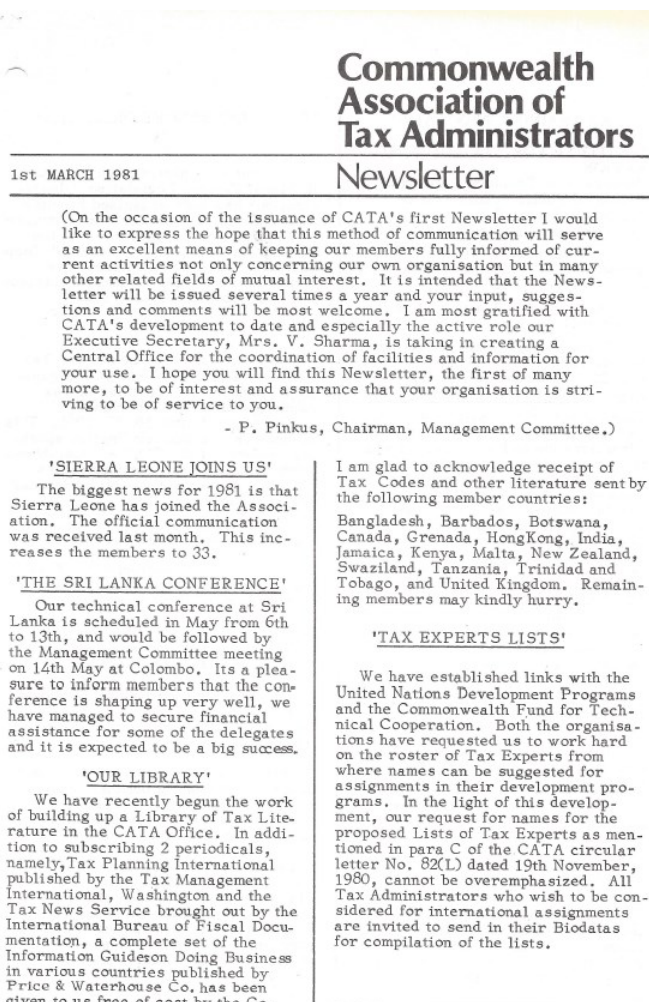 Commonwealth
Association of
Tax Administrators
1st MARCH 1981
Newsletter
(On the occasion of the issuance of CATA's first Newsletter I would
like to express the hope that this method of communication will serve
as an excellent means of keeping our members fully informed of cur-
rent activities not only concerning our own organisation but in many
other related fields of mutual interest. It is intended that the News-
letter will be issued several times a year and your input, sugges-
tions and comments will be most welcome. I am most gratified with
CATA's development to date and especially the active role our
Executive Secretary, Mrs. V. Sharma, is taking in creating a
Central Office for the coordination of facilities and information for
your use. I hope you will find this Newsletter, the first of many
more, to be of interest and assurance that your organisation is stri-
ving to be of service to you.
- P. Pinkus, Chairman, Management Committee.)
'SIERRA LEONE JOINS US'
The biggest news for 1981 is that
Sierra Leone has joined the Associ-
ation. The official communication
was received last month. This inc-
reases the members to 33.
'THE SRI LANKA CONFERENCE'
Our technical conference at Sri
Lanka is scheduled in May from 6th
to 13th, and would be followed by
the Management Committee meeting
on 14th May at Colombo. Its a plea-
sure to inform members that the con-
ference is shaping up very well, we
have managed to secure financial
assistance for some of the delegates
and it is expected to be a big success.
'OUR LIBRARY'
We have recently begun the work
of building up a Library of Tax Lite-
rature in the CATA Office. In addi-
tion to subscribing 2 periodicals,
namely, Tax Planning International
published by the Tax Management
International, Washington and the
Tax News Service brought out by the
International Bureau of Fiscal Docu-
mentation, a complete set of the
Information Guideson Doing Business
in various countries published by
Price & Waterhouse Co. has been
given to us free of cost by the Co.
I am glad to acknowledge receipt of
Tax Codes and other literature sent by
the following member countries:
Bangladesh, Barbados, Botswana,
Canada, Grenada, HongKong, India,
Jamaica, Kenya, Malta, New Zealand,
Swaziland, Tanzania, Trinidad and
Tobago, and United Kingdom. Remain-
ing members may kindly hurry.
'TAX EXPERTS LISTS'
We have established links with the
United Nations Development Programs
and the Commonwealth Fund for Tech-
nical Cooperation. Both the organisa-
tions have requested us to work hard
on the roster of Tax Experts from
where names can be suggested for
assignments in their development pro-
grams. In the light of this develop-
ment, our request for names for the
proposed Lists of Tax Experts as men-
tioned in para C of the CATA circular
letter No. 82(L) dated 19th November,
1980, cannot be overemphasized. All
Tax Administrators who wish to be con-
sidered for international assignments
are invited to send in their Biodatas
for compilation of the lists.